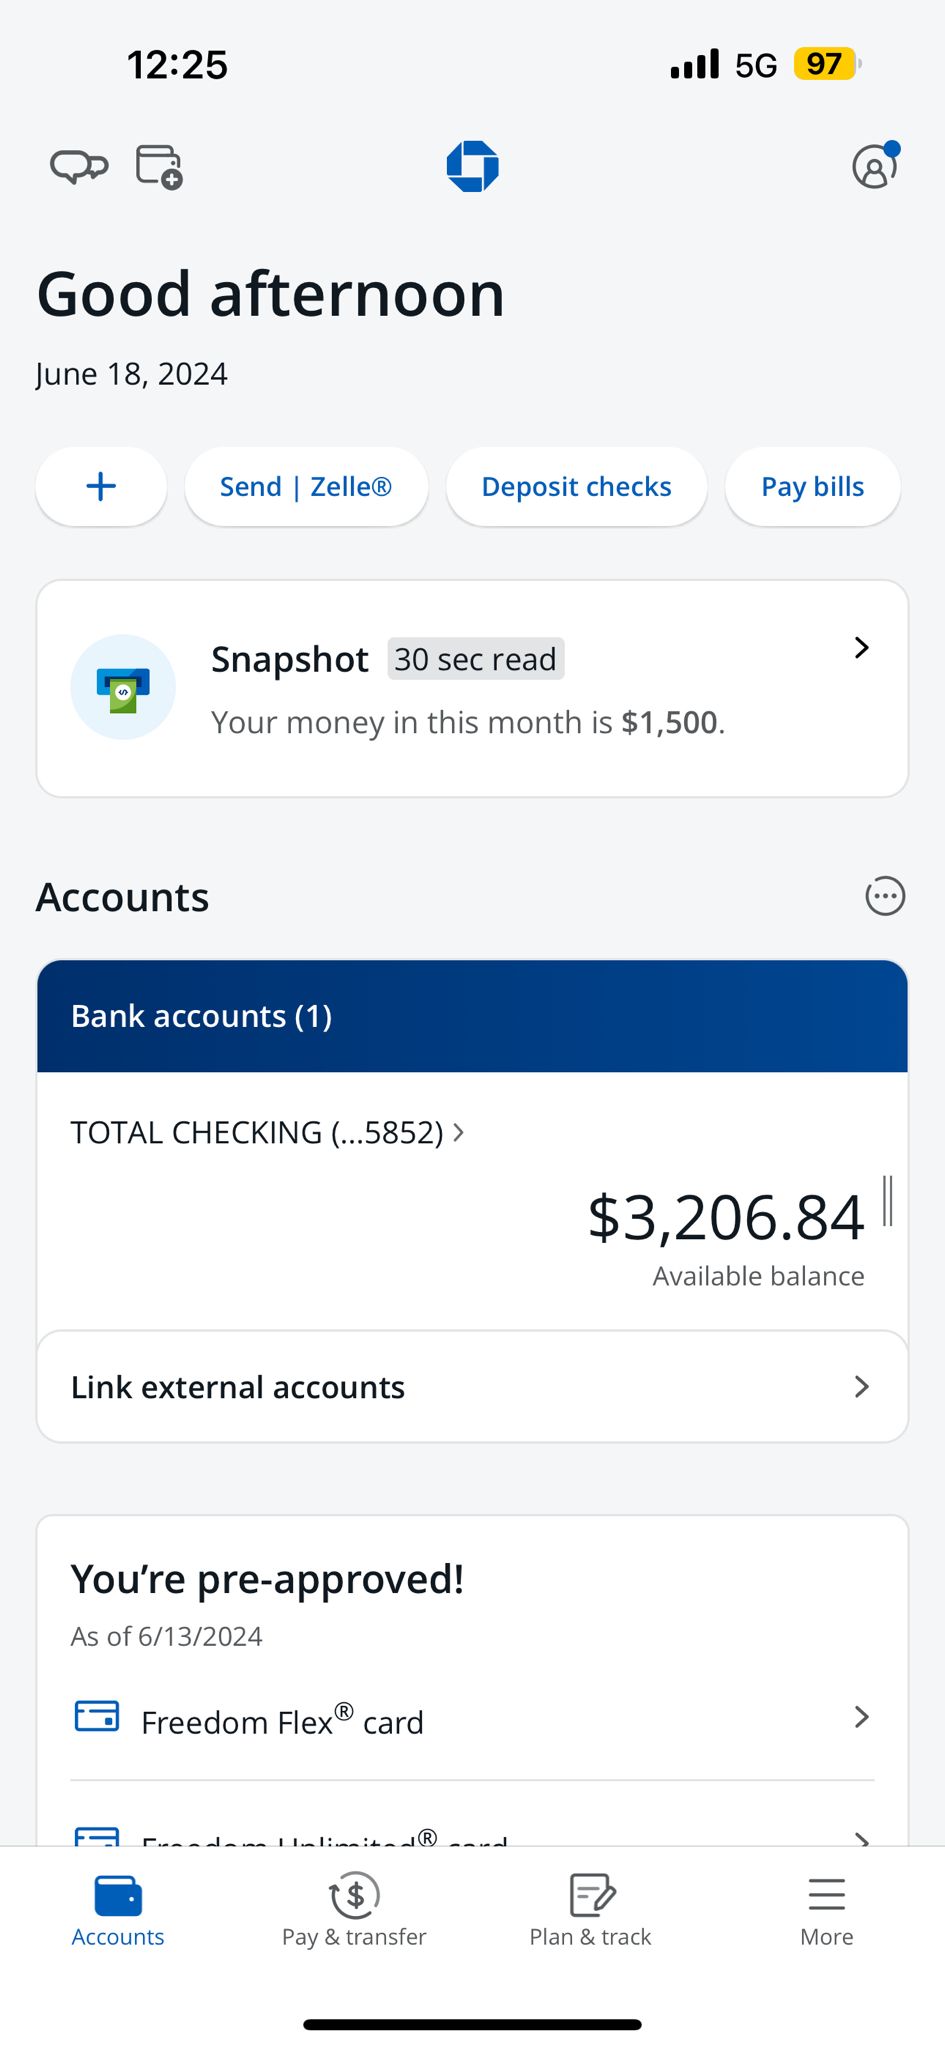 12:25
5G 97
Good afternoon
June 18, 2024
+ Send | Zelle® Deposit checks Pay bills
Snapshot 30 sec read
Your money in this month is $1,500.
Accounts
Bank accounts (1)
TOTAL CHECKING (...5852)
$3,206.84
Available balance
Link external accounts
You’re pre-approved!
As of 6/13/2024
Freedom Flex® card
Freedom Unlimited® card
Accounts Pay & transfer Plan & track More